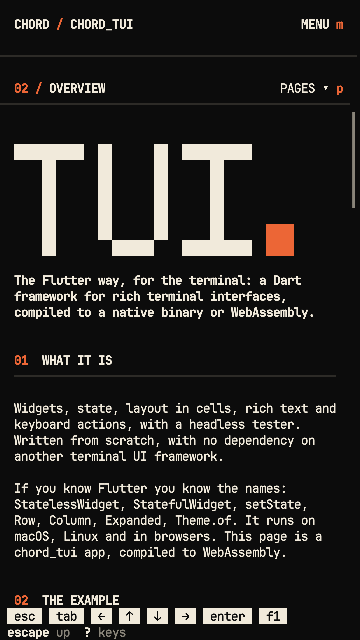 CHORD / CHORD_TUI
MENU m
02 / OVERVIEW
PAGES ▾ p
TUI.
The Flutter way, for the terminal: a Dart
framework for rich terminal interfaces,
compiled to a native binary or WebAssembly.
01 WHAT IT IS
Widgets, state, layout in cells, rich text and
keyboard actions, with a headless tester.
Written from scratch, with no dependency on
another terminal UI framework.
If you know Flutter you know the names:
StatelessWidget, StatefulWidget, setState,
Row, Column, Expanded, Theme.of. It runs on
macOS, Linux and in browsers. This page is a
chord_tui app, compiled to WebAssembly.
02 THE EXAMPLE
esc tab ← ↑ ↓ → enter f1
escape up ? keys